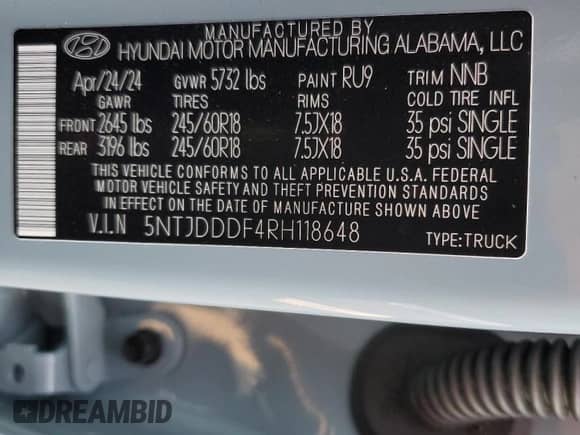 MANUFACTURED BY
HYUNDAI MOTOR MANUFACTURING ALABAMA, LLC
Apr/24/24 GVWR 5732 lbs PAINT RU9 TRIM NNB
GAWR TIRES RIMS COLD TIRE INFL
FRONT 2645 lbs 245/60R18 7.5JX18 35 psi SINGLE
REAR 3196 lbs 245/60R18 7.5JX18 35 psi SINGLE
THIS VEHICLE CONFORMS TO ALL APPLICABLE U.S.A. FEDERAL
MOTOR VEHICLE SAFETY AND THEFT PREVENTION STANDARDS
IN EFFECT ON THE DATE OF MANUFACTURE SHOWN ABOVE.
V.I.N 5NTJDDDF4RH118648 TYPE:TRUCK
DREAMBID